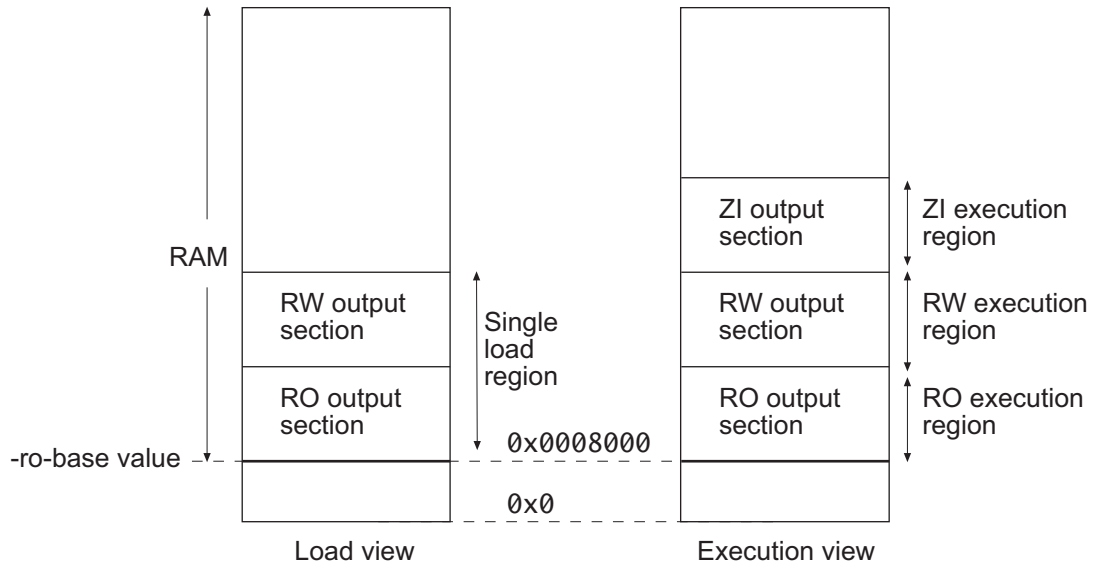 ZI output
section
ZI execution
region
RAM
RW output
section
Single
load
region
RW output
section
RW execution
region
RO output
section
RO output
section
RO execution
region
-ro-base value
0x0008000
0x0
Load view
Execution view